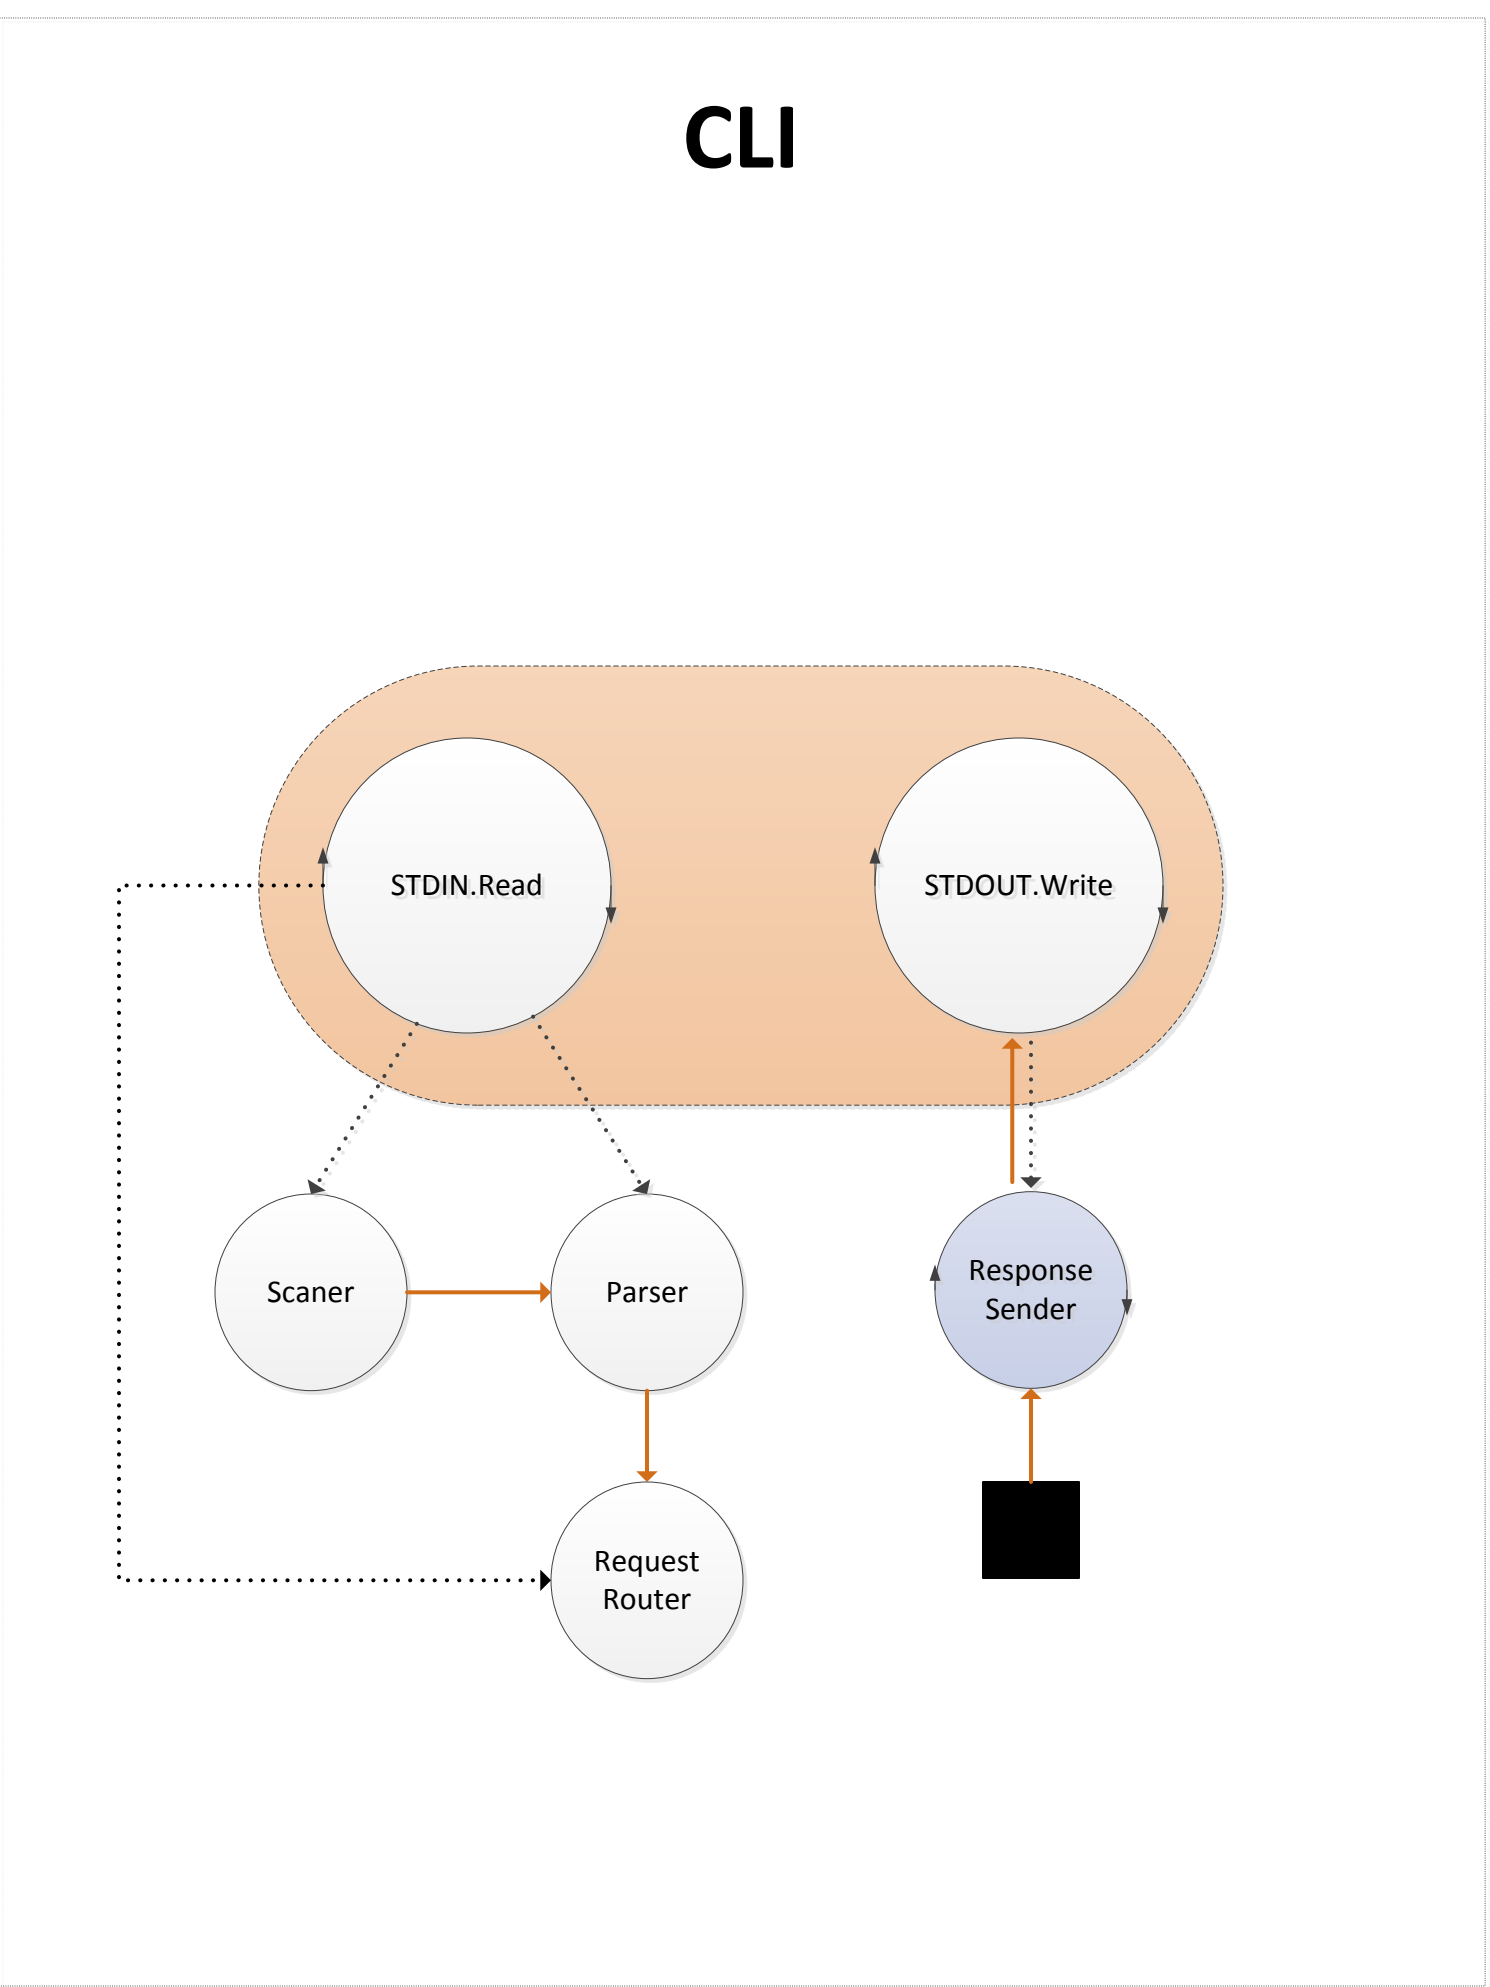 CLI
STDIN.Read
STDOUT.Write
Scaner
Parser
Response
Sender
Request
Router